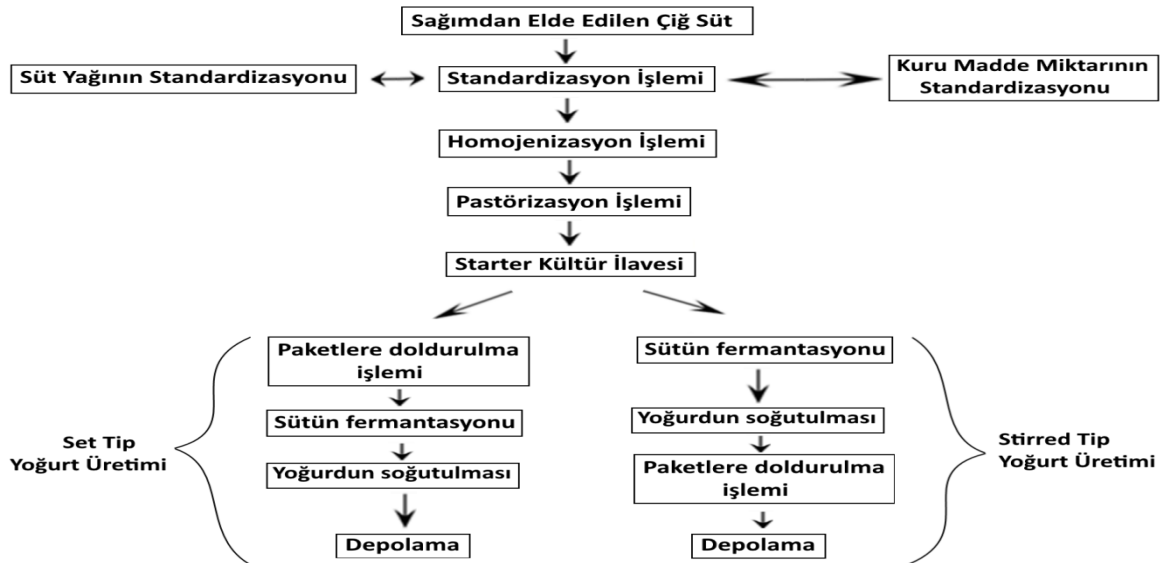 Sağımdan Elde Edilen Çiğ Süt
Süt Yağının Standardizasyonu
Standardizasyon İşlemi
Kuru Madde Miktarının
Standardizasyonu
Homojenizasyon İşlemi
Pastörizasyon İşlemi
Starter Kültür İlavesi
Set Tip
Yoğurt Üretimi
Paketlere doldurulma
işlemi
Sütün fermantasyonu
Yoğurdun soğutulması
Depolama
Sütün fermantasyonu
Yoğurdun soğutulması
Paketlere doldurulma
işlemi
Depolama
Stirred Tip
Yoğurt Üretimi